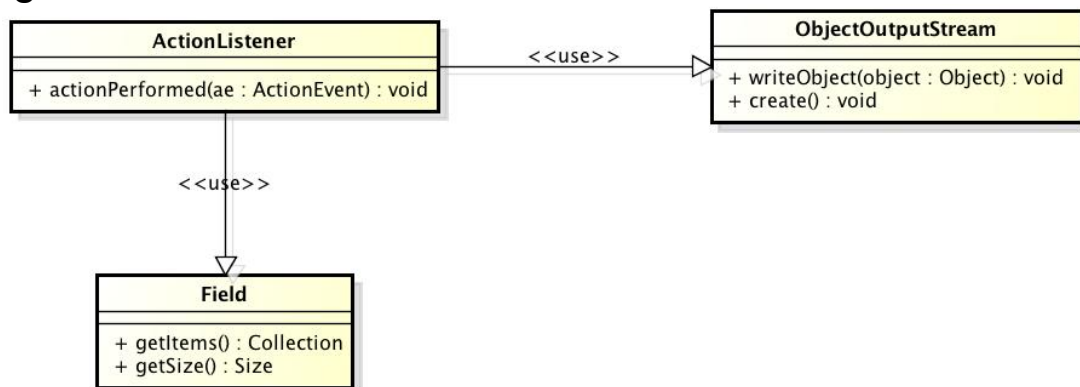 ActionListener
+ actionPerformed(ae : ActionEvent) : void
<<use>>
ObjectOutputStream
+ writeObject(object : Object) : void
+ create() : void
<<use>>
Field
+ getItems() : Collection
+ getSize() : Size